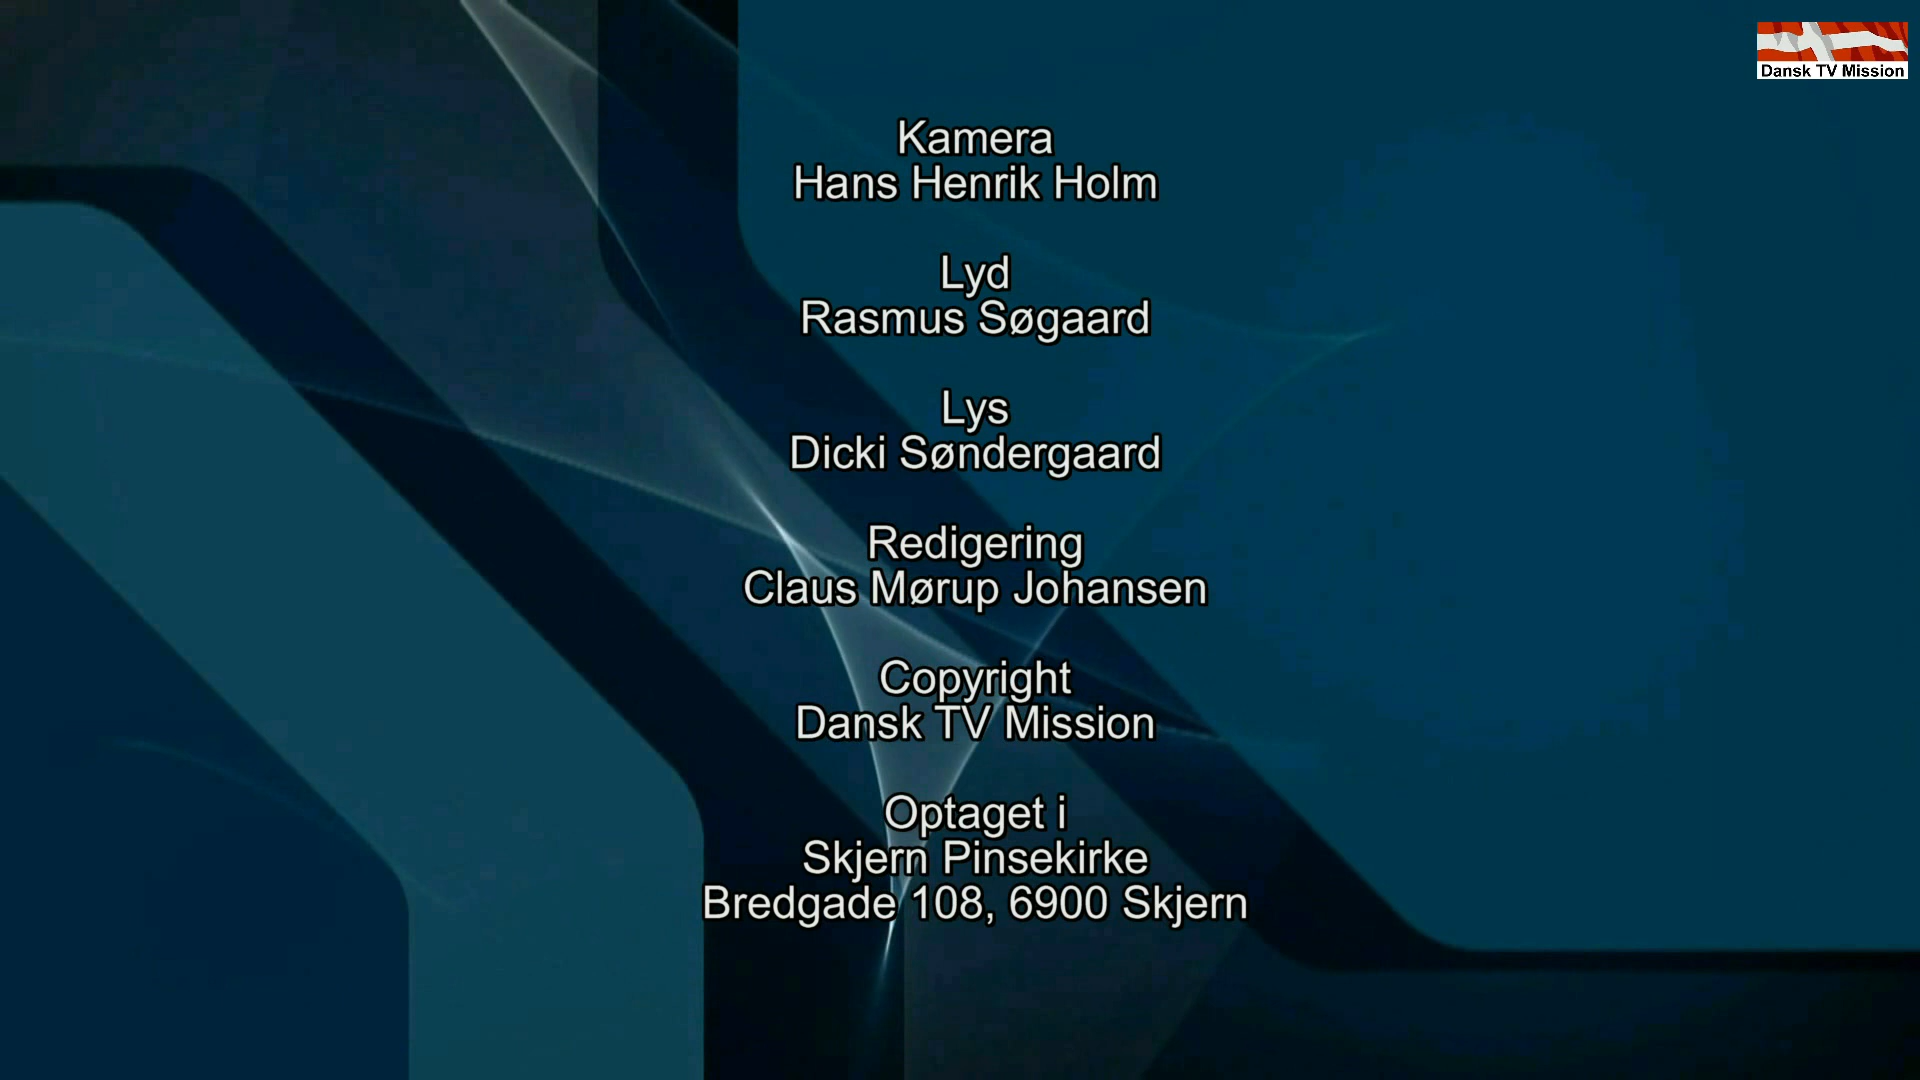 Dansk TV Mission
Kamera
Hans Henrik Holm
Lyd
Rasmus Søgaard
Lys
Dicki Søndergaard
Redigering
Claus Mørup Johansen
Copyright
Dansk TV Mission
Optaget i
Skjern Pinsekirke
Bredgade 108, 6900 Skjern